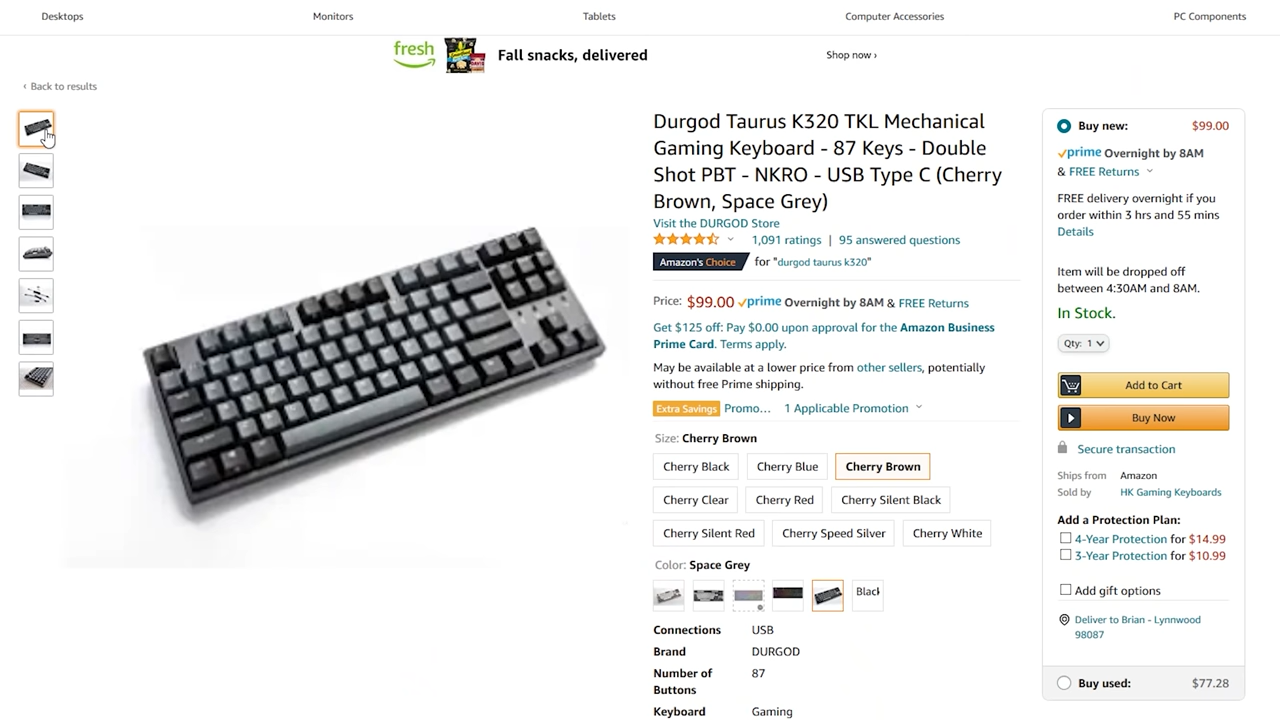 Desktops
Monitors
Tablets
Computer Accessories
PC Components
fresh
Fall snacks, delivered
Shop now ›
‹ Back to results
Durgod Taurus K320 TKL Mechanical
Gaming Keyboard - 87 Keys - Double
Shot PBT - NKRO - USB Type C (Cherry
Brown, Space Grey)
Visit the DURGOD Store
1,091 ratings | 95 answered questions
Amazon's Choice for "durgod taurus k320"
Price: $99.00 prime Overnight by 8AM & FREE Returns
Get $125 off: Pay $0.00 upon approval for the Amazon Business
Prime Card. Terms apply.
May be available at a lower price from other sellers, potentially
without free Prime shipping.
Extra Savings Promo... 1 Applicable Promotion
Size: Cherry Brown
Cherry Black Cherry Blue Cherry Brown
Cherry Clear Cherry Red Cherry Silent Black
Cherry Silent Red Cherry Speed Silver Cherry White
Color: Space Grey
Black
Connections USB
Brand DURGOD
Number of 87
Buttons
Keyboard Gaming
Buy new: $99.00
prime Overnight by 8AM
& FREE Returns
FREE delivery overnight if you
order within 3 hrs and 55 mins
Details
Item will be dropped off
between 4:30AM and 8AM.
In Stock.
Qty: 1
Add to Cart
Buy Now
Secure transaction
Ships from Amazon
Sold by HK Gaming Keyboards
Add a Protection Plan:
4-Year Protection for $14.99
3-Year Protection for $10.99
Add gift options
Deliver to Brian - Lynnwood
98087
Buy used: $77.28